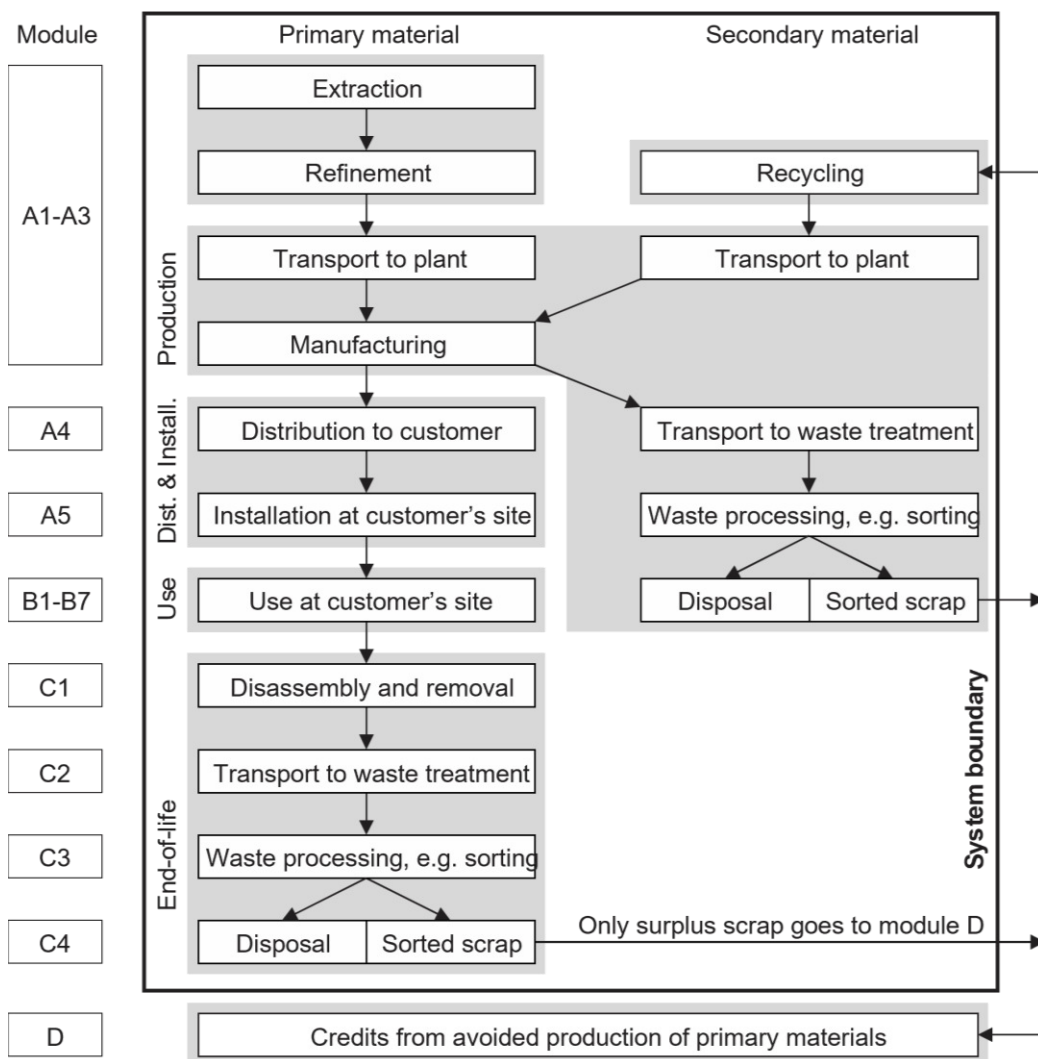 Module
Primary material
Secondary material
A1-A3
Extraction
Refinement
Recycling
Transport to plant
Transport to plant
Production
Manufacturing
A4
Dist. & Install.
Distribution to customer
Transport to waste treatment
A5
Installation at customer’s site
Waste processing, e.g. sorting
B1-B7
Use
Use at customer’s site
Disposal
Sorted scrap
C1
Disassembly and removal
System boundary
C2
Transport to waste treatment
End-of-life
C3
Waste processing, e.g. sorting
C4
Disposal
Sorted scrap
Only surplus scrap goes to module D
D
Credits from avoided production of primary materials